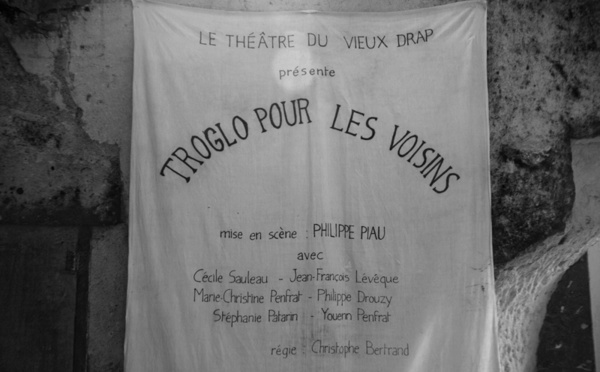 LE THÉÂTRE DU VIEUX DRAP
présente
TROGLO POUR LES VOISINS
mise en scène : PHILIPPE PIAU
avec
Cécile Sauleau - Jean-François Lévêque
Marie-Christine Penfrat - Philippe Drouzy
Stéphanie Patarin - Youenn Penfrat
régie : Christophe Bertrand